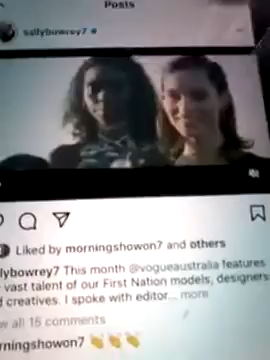 Posts
sallybowrey7
Liked by morningshowon7 and others
lybowrey7 This month @vogueaustralia features
vast talent of our First Nation models, designers
d creatives. I spoke with editor... more
w all 15 comments
rningshowon7 👏👏👏